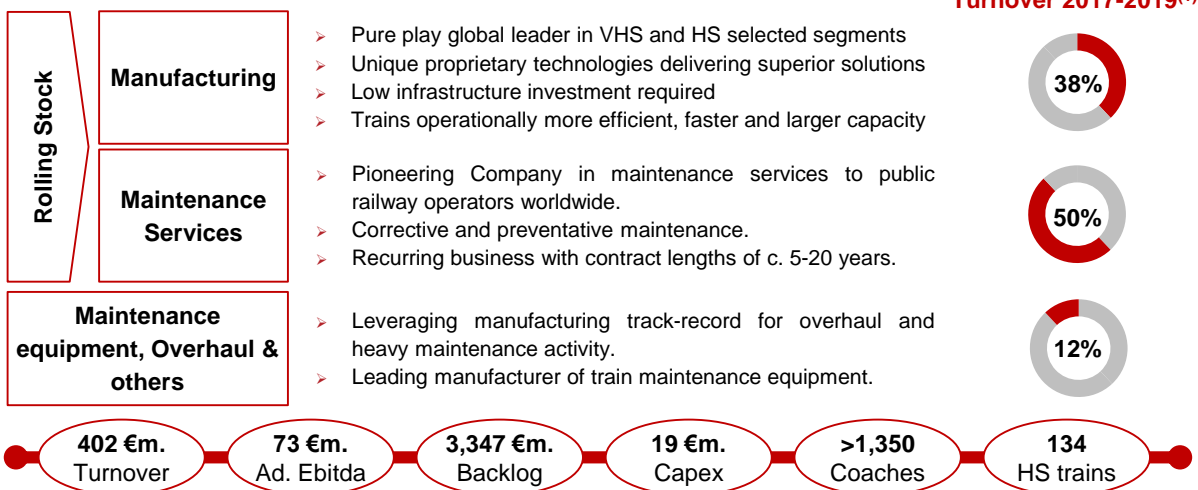 Turnover 2017-2019
Rolling Stock
Manufacturing
➢ Pure play global leader in VHS and HS selected segments
➢ Unique proprietary technologies delivering superior solutions
➢ Low infrastructure investment required
➢ Trains operationally more efficient, faster and larger capacity
38%
Maintenance
Services
➢ Pioneering Company in maintenance services to public
railway operators worldwide.
➢ Corrective and preventative maintenance.
➢ Recurring business with contract lengths of c. 5-20 years.
50%
Maintenance
equipment, Overhaul &
others
➢ Leveraging manufacturing track-record for overhaul and
heavy maintenance activity.
➢ Leading manufacturer of train maintenance equipment.
12%
402 €m.
Turnover
73 €m.
Ad. Ebitda
3,347 €m.
Backlog
19 €m.
Capex
>1,350
Coaches
134
HS trains